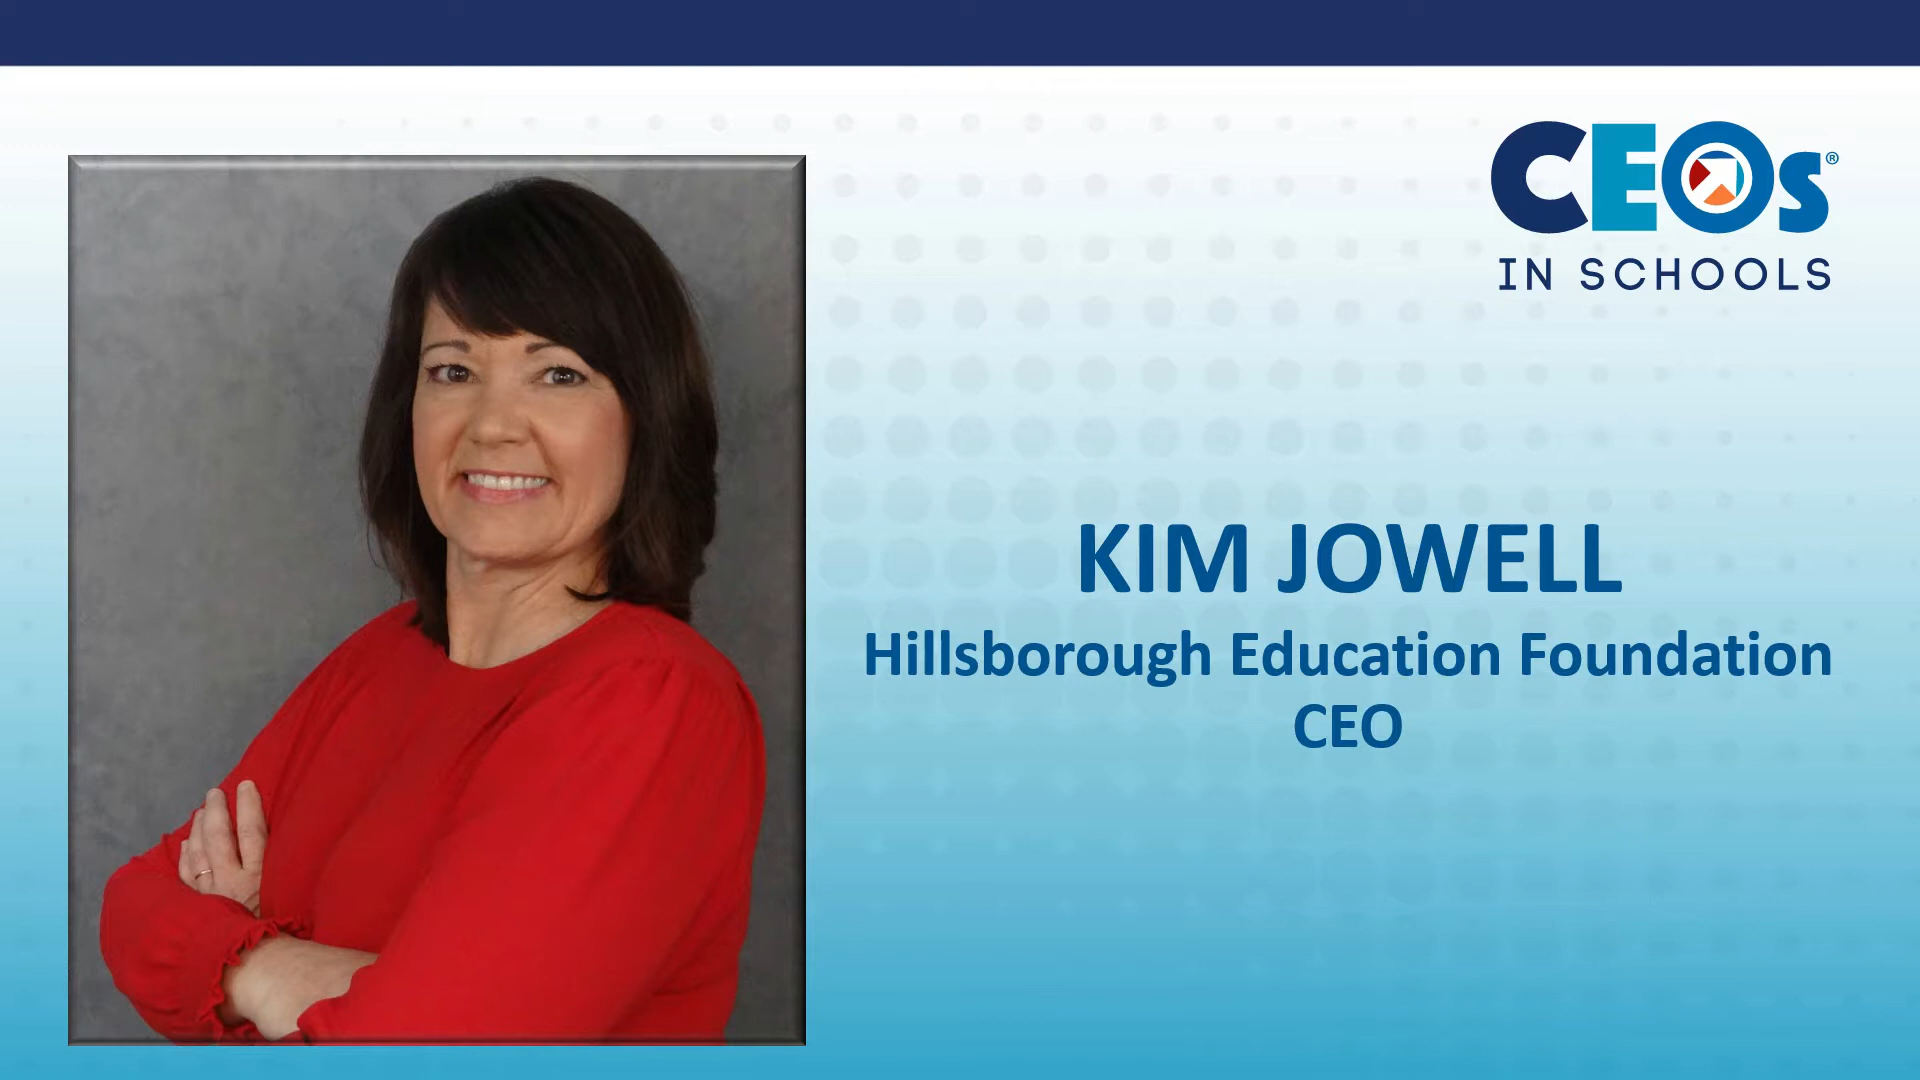 CEOs®
IN SCHOOLS
KIM JOWELL
Hillsborough Education Foundation
CEO